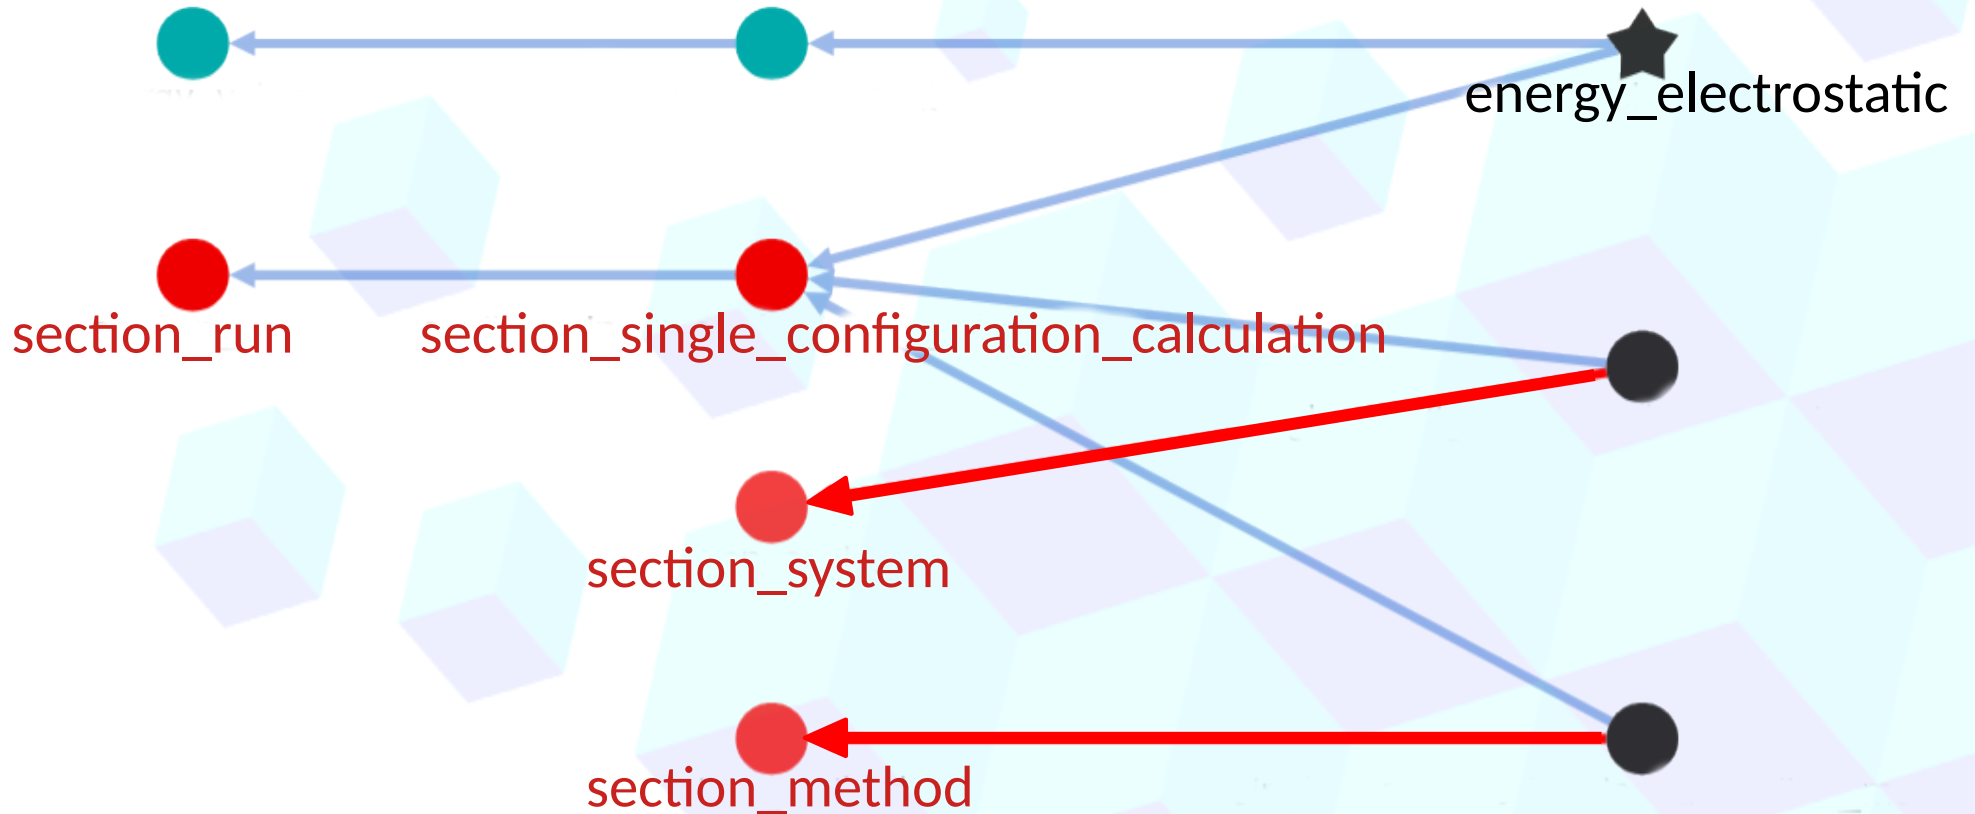 energy_electrostatic
section_run
section_single_configuration_calculation
section_system
section_method